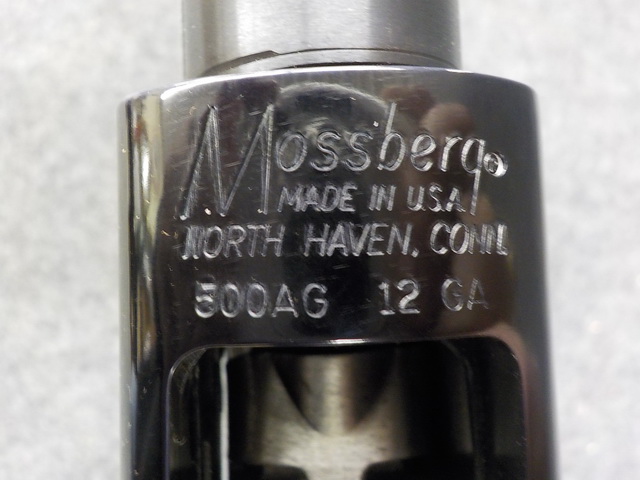 Mossberg®
MADE IN U.S.A.
NORTH HAVEN, CONN.
500AG 12 GA